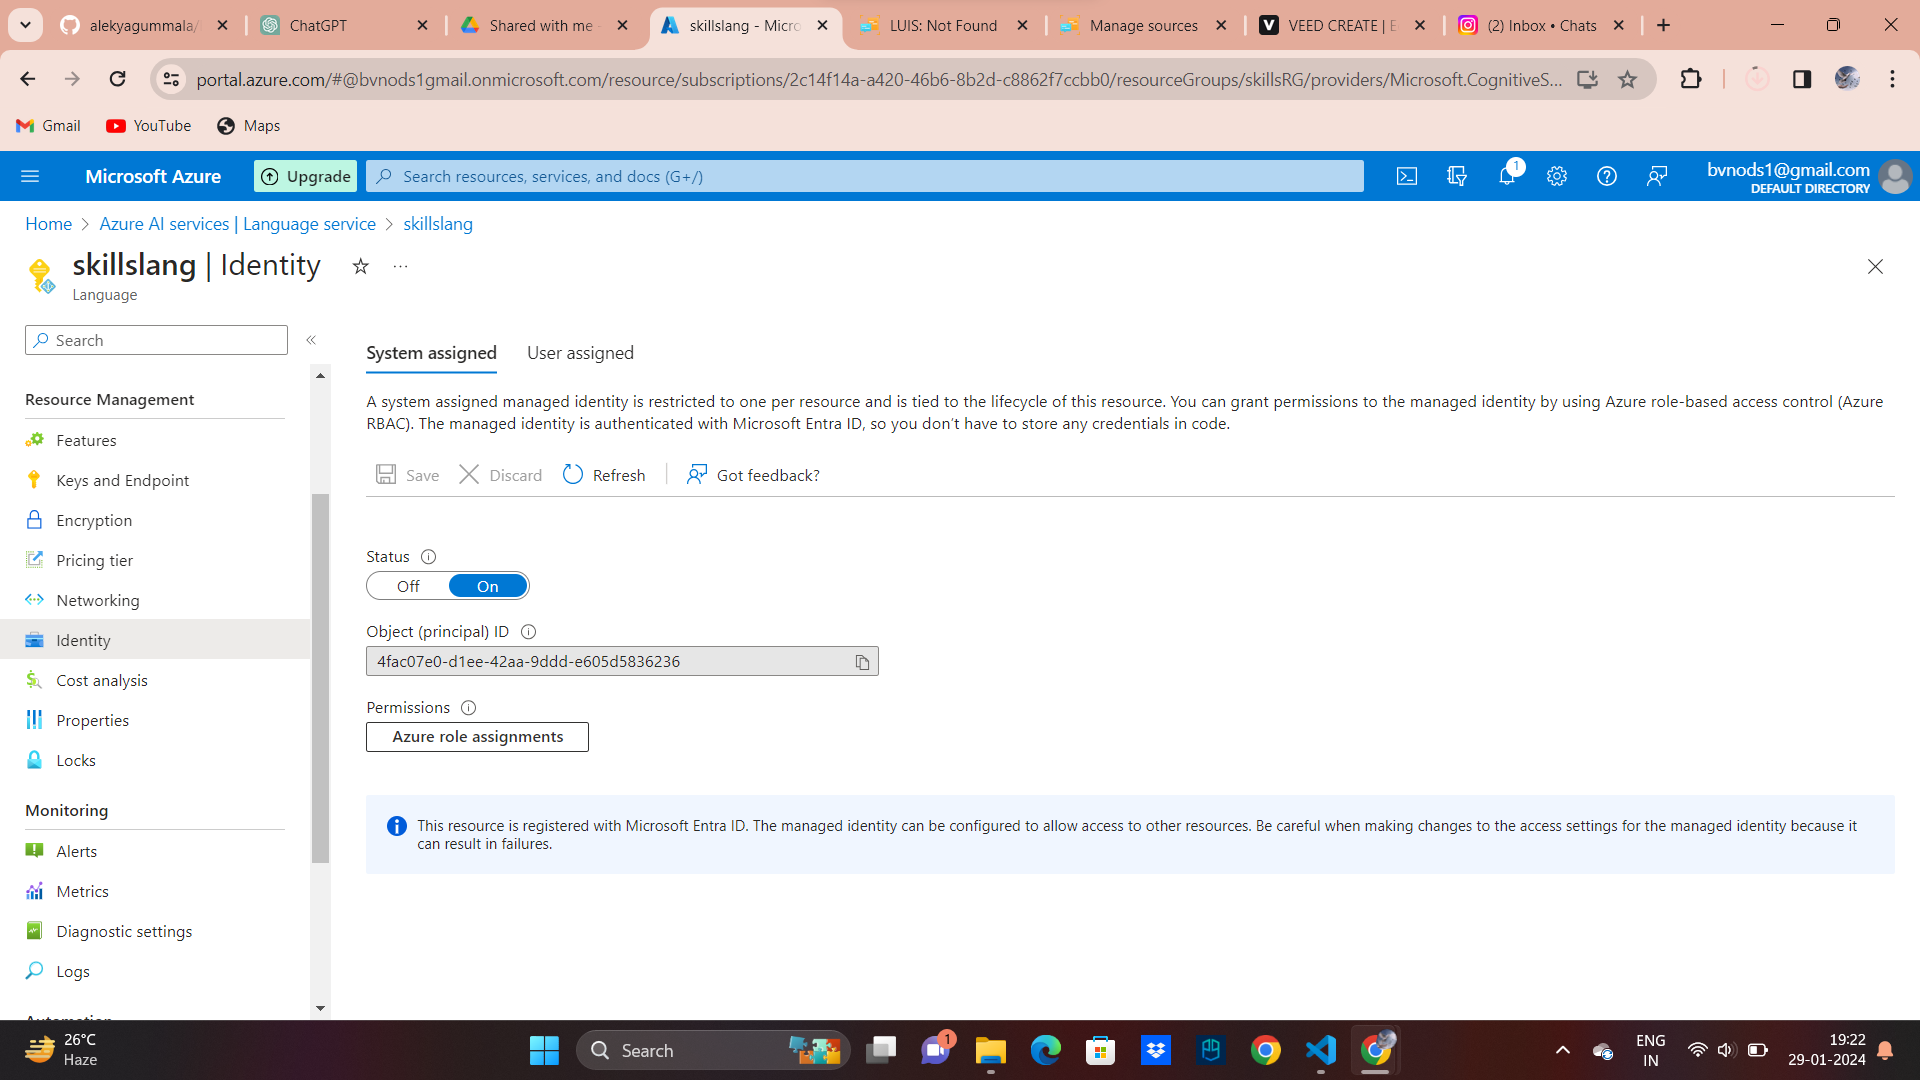 alekyagummala/
ChatGPT
Shared with me -
skillslang - Micro
LUIS: Not Found
Manage sources
VEED CREATE | E
(2) Inbox • Chats
portal.azure.com/#@bvnods1gmail.onmicrosoft.com/resource/subscriptions/2c14f14a-a420-46b6-8b2d-c8862f7ccbb0/resourceGroups/skillsRG/providers/Microsoft.CognitiveS...
Gmail
YouTube
Maps
Microsoft Azure
Upgrade
Search resources, services, and docs (G+/)
1
bvnods1@gmail.com
DEFAULT DIRECTORY
Home > Azure AI services | Language service > skillslang
skillslang | Identity
Language
Search
Resource Management
Features
Keys and Endpoint
Encryption
Pricing tier
Networking
Identity
Cost analysis
Properties
Locks
Monitoring
Alerts
Metrics
Diagnostic settings
Logs
Automation
System assigned
User assigned
A system assigned managed identity is restricted to one per resource and is tied to the lifecycle of this resource. You can grant permissions to the managed identity by using Azure role-based access control (Azure
RBAC). The managed identity is authenticated with Microsoft Entra ID, so you don't have to store any credentials in code.
Save
Discard
Refresh
Got feedback?
Status
Off
On
Object (principal) ID
4fac07e0-d1ee-42aa-9ddd-e605d5836236
Permissions
Azure role assignments
This resource is registered with Microsoft Entra ID. The managed identity can be configured to allow access to other resources. Be careful when making changes to the access settings for the managed identity because it
can result in failures.
26°C
Haze
Search
1
ENG
IN
19:22
29-01-2024